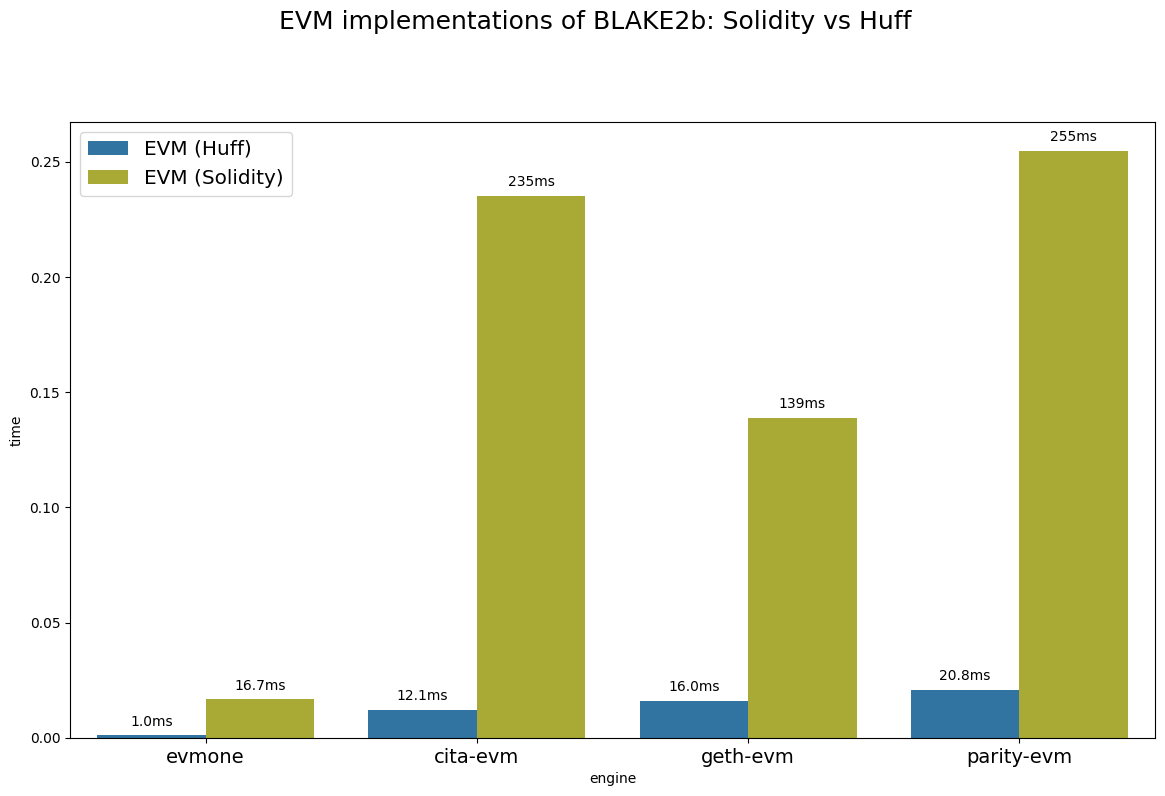 EVM implementations of BLAKE2b: Solidity vs Huff
EVM (Huff)
EVM (Solidity)
255ms
235ms
139ms
16.7ms
1.0ms
12.1ms
16.0ms
20.8ms
0.25
0.20
0.15
0.10
0.05
0.00
time
evmone
cita-evm
geth-evm
parity-evm
engine